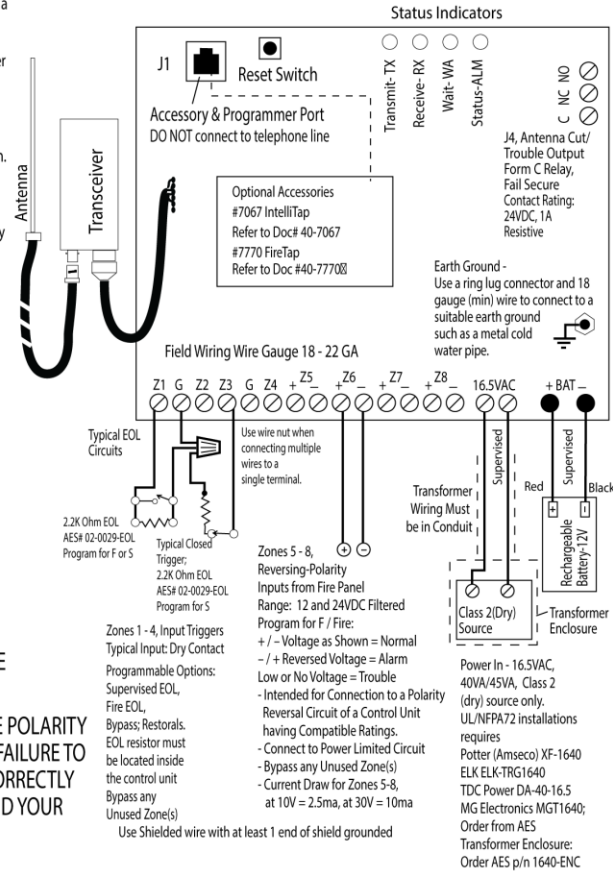 a
er
n.
y
E
E POLARITY
FAILURE TO
ORRECTLY
D YOUR
Status Indicators
J1
Reset Switch
Accessory & Programmer Port
DO NOT connect to telephone line
Transmit- TX
Receive- RX
Wait- WA
Status-ALM
C NC NO
J4, Antenna Cut/
Trouble Output
Form C Relay,
Fail Secure
Contact Rating:
24VDC, 1A
Resistive
Antenna
Transceiver
Optional Accessories
#7067 IntelliTap
Refer to Doc# 40-7067
#7770 FireTap
Refer to Doc #40-7770
Earth Ground -
Use a ring lug connector and 18
gauge (min) wire to connect to a
suitable earth ground
such as a metal cold
water pipe.
Field Wiring Wire Gauge 18 - 22 GA
Z1 G Z2 Z3 G Z4 + Z5 – + Z6 – + Z7 – + Z8 – 16.5VAC + BAT –
Typical EOL
Circuits
Use wire nut when
connecting multiple
wires to a
single terminal.
2.2K Ohm EOL
AES# 02-0029-EOL
Program for F or S
Typical Closed
Trigger;
2.2K Ohm EOL
AES# 02-0029-EOL
Program for S
+ –
Supervised
Transformer
Wiring Must
be in Conduit
Red
Supervised
Black
+ –
Rechargeable
Battery-12V
Class 2(Dry)
Source
Transformer
Enclosure
Zones 1 - 4, Input Triggers
Typical Input: Dry Contact
Programmable Options:
Supervised EOL,
Fire EOL,
Bypass; Restorals.
EOL resistor must
be located inside
the control unit
Bypass any
Unused Zone(s)
Zones 5 - 8,
Reversing-Polarity
Inputs from Fire Panel
Range: 12 and 24VDC Filtered
Program for F / Fire:
+ / – Voltage as Shown = Normal
– / + Reversed Voltage = Alarm
Low or No Voltage = Trouble
- Intended for Connection to a Polarity
Reversal Circuit of a Control Unit
having Compatible Ratings.
- Connect to Power Limited Circuit
- Bypass any Unused Zone(s)
- Current Draw for Zones 5-8,
at 10V = 2.5ma, at 30V = 10ma
Use Shielded wire with at least 1 end of shield grounded
Power In - 16.5VAC,
40VA/45VA, Class 2
(dry) source only.
UL/NFPA72 installations
requires
Potter (Amseco) XF-1640
ELK ELK-TRG1640
TDC Power DA-40-16.5
MG Electronics MGT1640;
Order from AES
Transformer Enclosure:
Order AES p/n 1640-ENC